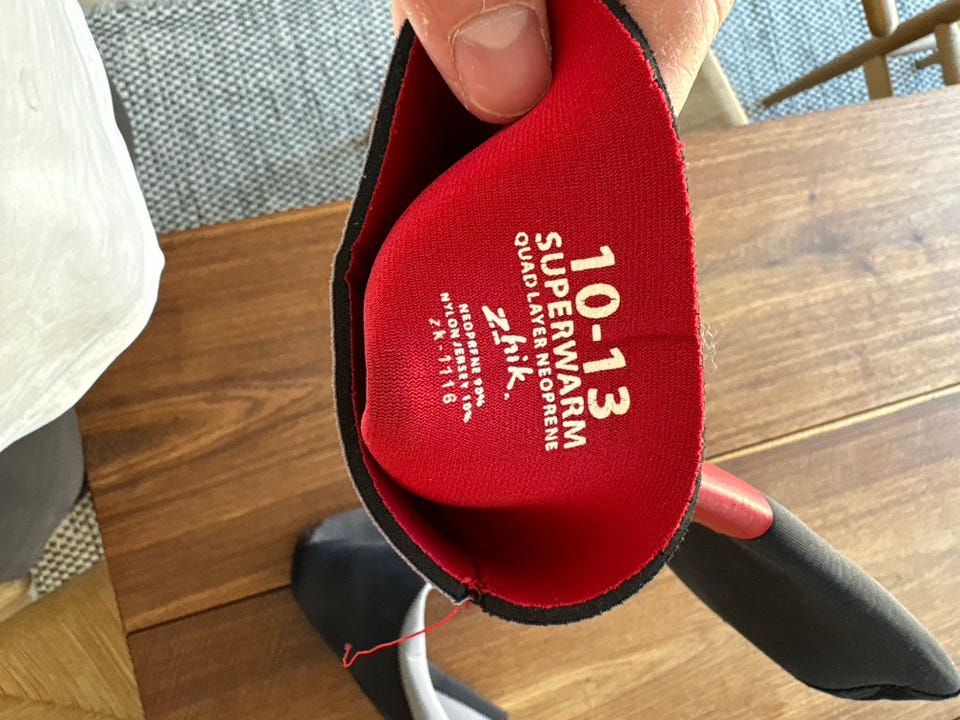 10-13
SUPERWARM
QUAD LAYER NEOPRENE
zhik.
NEOPRENE 90%
NYLON JERSEY 10%
ZK-1116